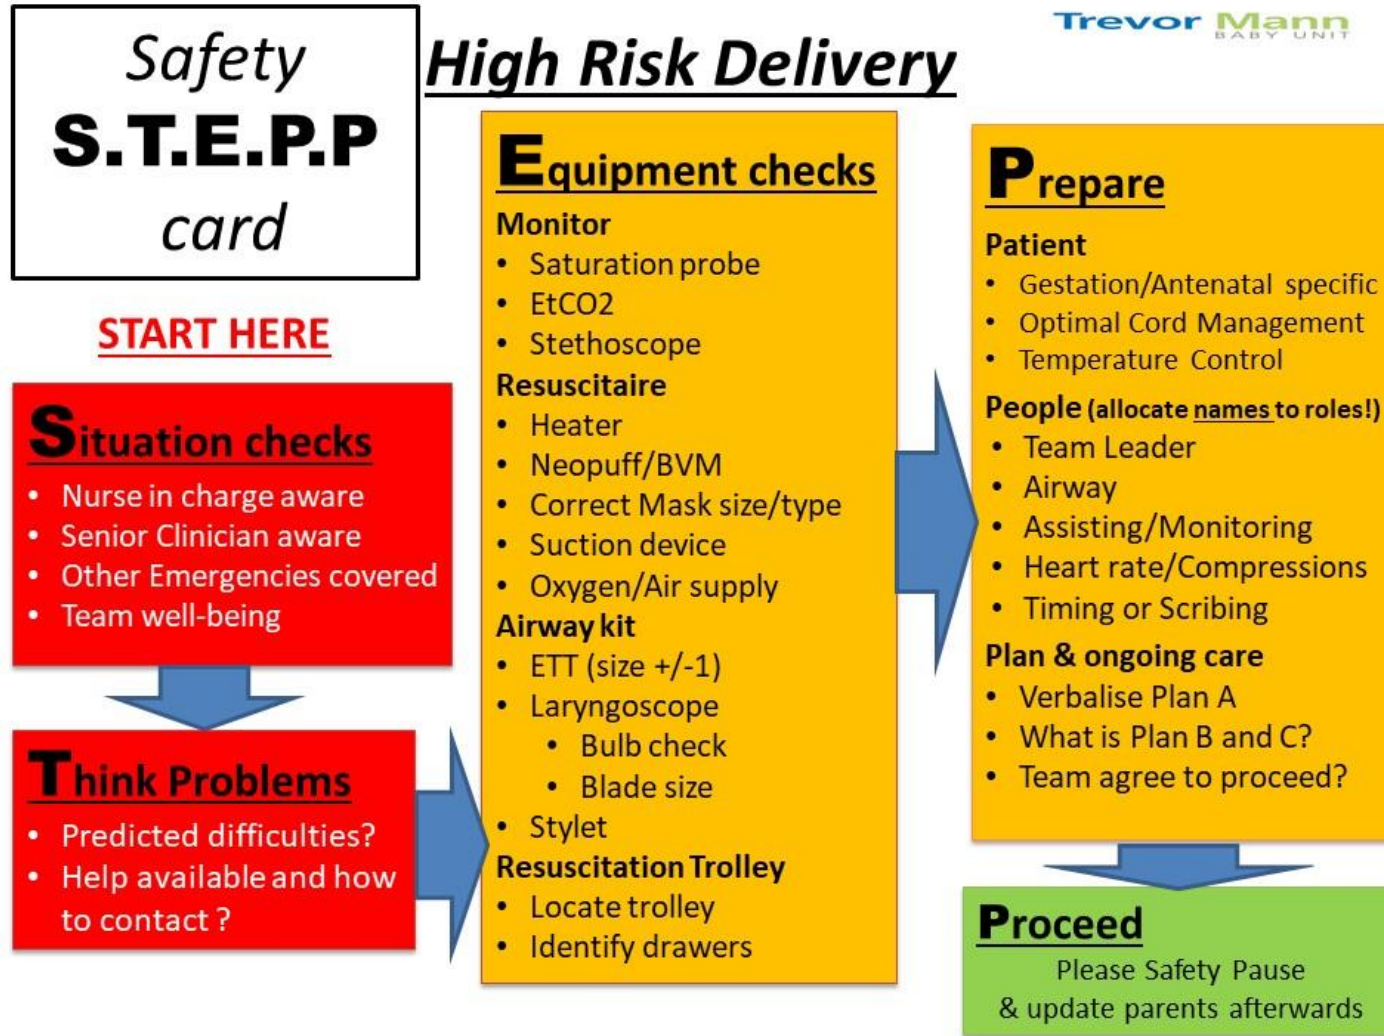 Safety
S.T.E.P.P
card
High Risk Delivery
Trevor Mann
BABY UNIT
START HERE
Situation checks
• Nurse in charge aware
• Senior Clinician aware
• Other Emergencies covered
• Team well-being
Think Problems
• Predicted difficulties?
• Help available and how
to contact ?
Equipment checks
Monitor
• Saturation probe
• EtCO2
• Stethoscope
Resuscitaire
• Heater
• Neopuff/BVM
• Correct Mask size/type
• Suction device
• Oxygen/Air supply
Airway kit
• ETT (size +/-1)
• Laryngoscope
• Bulb check
• Blade size
• Stylet
Resuscitation Trolley
• Locate trolley
• Identify drawers
Prepare
Patient
• Gestation/Antenatal specific
• Optimal Cord Management
• Temperature Control
People (allocate names to roles!)
• Team Leader
• Airway
• Assisting/Monitoring
• Heart rate/Compressions
• Timing or Scribing
Plan & ongoing care
• Verbalise Plan A
• What is Plan B and C?
• Team agree to proceed?
Proceed
Please Safety Pause
& update parents afterwards